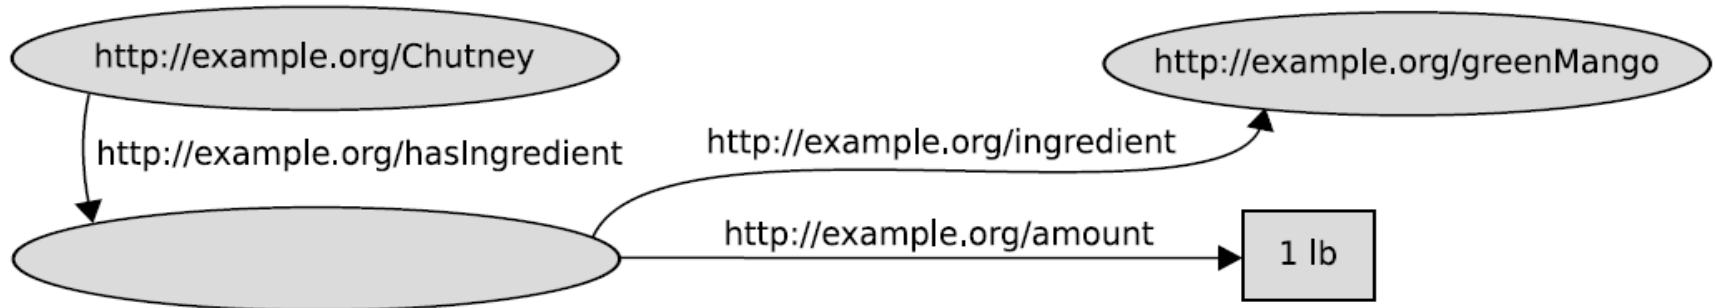 http://example.org/Chutney
http://example.org/greenMango
http://example.org/hasIngredient
http://example.org/ingredient
http://example.org/amount
1 lb